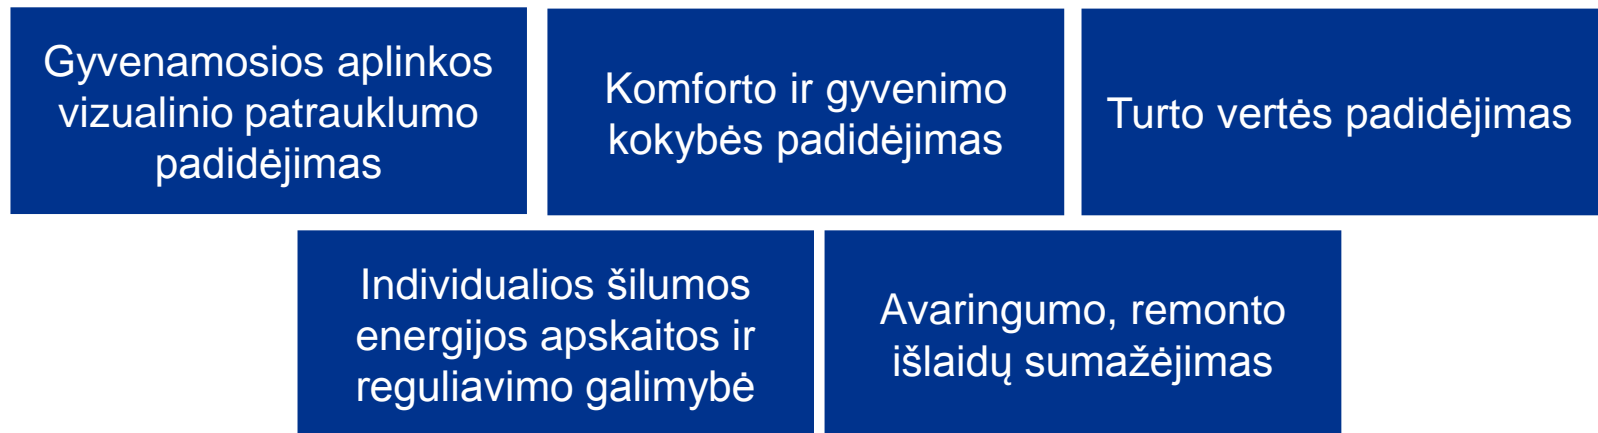 Gyvenamosios aplinkos
vizualinio patrauklumo
padidėjimas
Komforto ir gyvenimo
kokybės padidėjimas
Turto vertės padidėjimas
Individualios šilumos
energijos apskaitos ir
reguliavimo galimybė
Avaringumo, remonto
išlaidų sumažėjimas